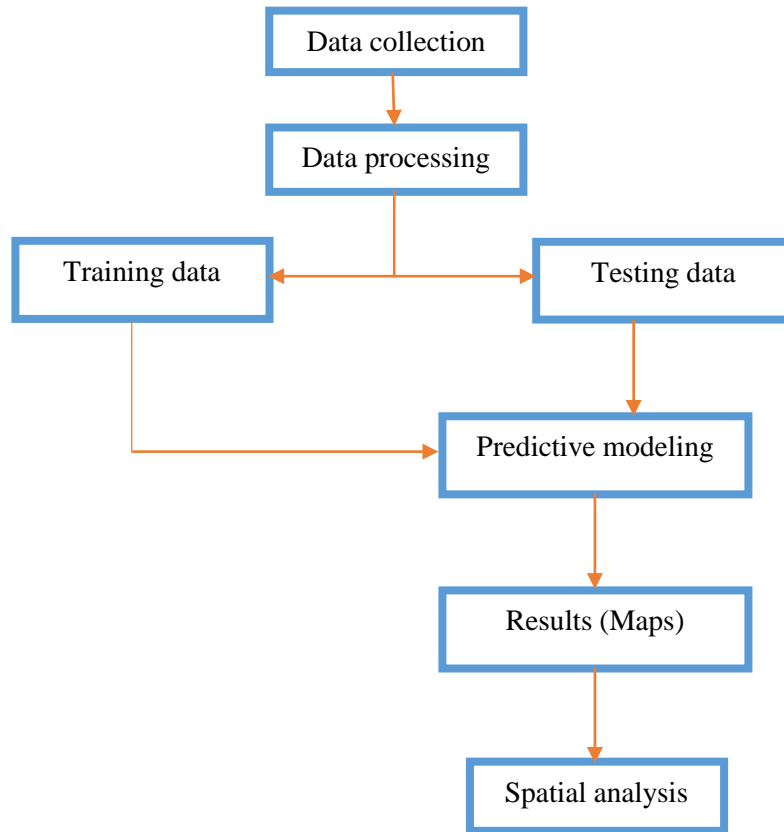 Data collection
Data processing
Training data
Testing data
Predictive modeling
Results (Maps)
Spatial analysis